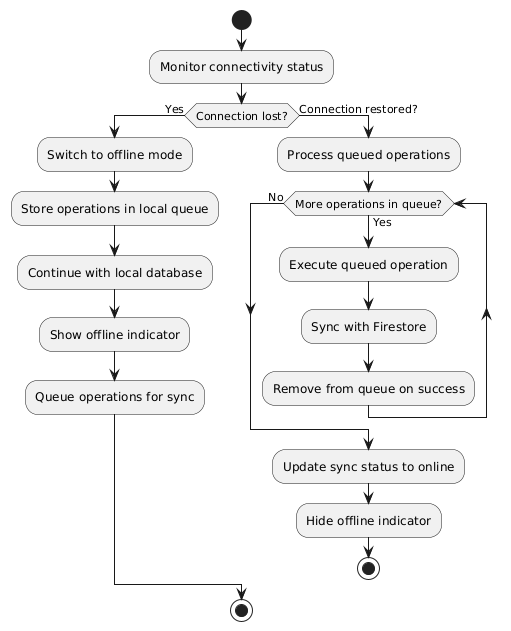 Monitor connectivity status
Yes
Connection lost?
Connection restored?
Switch to offline mode
Store operations in local queue
Continue with local database
Show offline indicator
Queue operations for sync
Process queued operations
No
More operations in queue?
Yes
Execute queued operation
Sync with Firestore
Remove from queue on success
Update sync status to online
Hide offline indicator